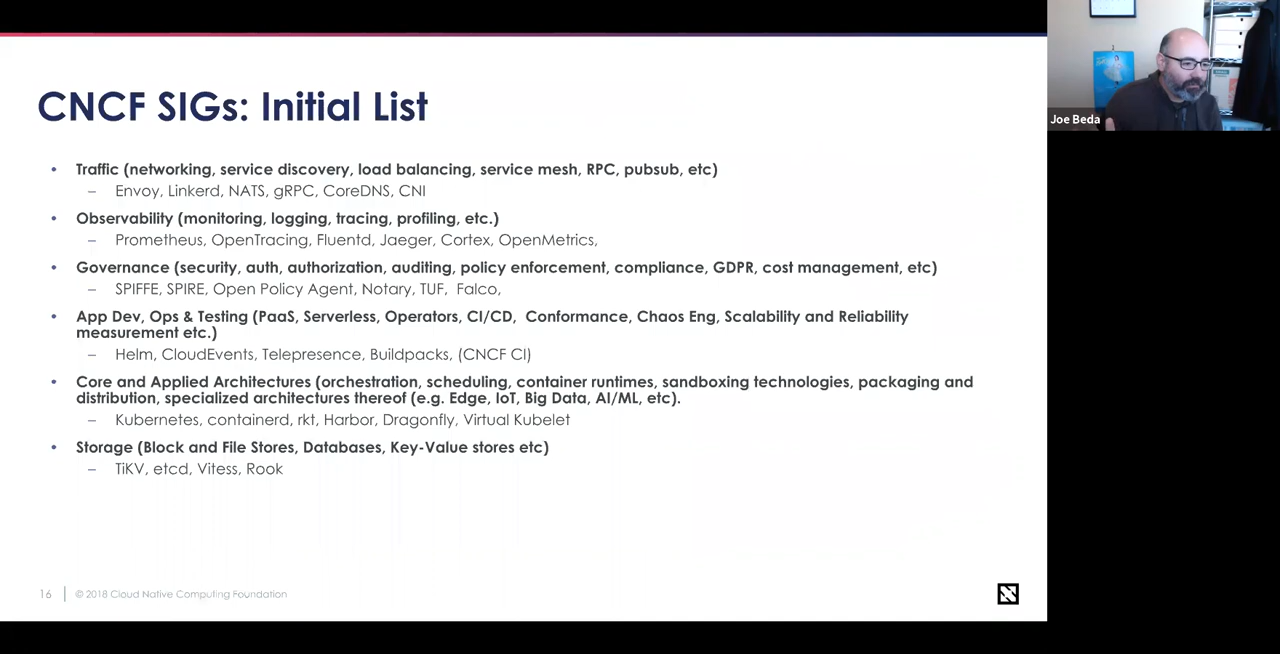 CNCF SIGs: Initial List
• Traffic (networking, service discovery, load balancing, service mesh, RPC, pubsub, etc)
– Envoy, Linkerd, NATS, gRPC, CoreDNS, CNI
• Observability (monitoring, logging, tracing, profiling, etc.)
– Prometheus, OpenTracing, Fluentd, Jaeger, Cortex, OpenMetrics,
• Governance (security, auth, authorization, auditing, policy enforcement, compliance, GDPR, cost management, etc)
– SPIFFE, SPIRE, Open Policy Agent, Notary, TUF, Falco,
• App Dev, Ops & Testing (PaaS, Serverless, Operators, CI/CD, Conformance, Chaos Eng, Scalability and Reliability
measurement etc.)
– Helm, CloudEvents, Telepresence, Buildpacks, (CNCF CI)
• Core and Applied Architectures (orchestration, scheduling, container runtimes, sandboxing technologies, packaging and
distribution, specialized architectures thereof (e.g. Edge, IoT, Big Data, AI/ML, etc).
– Kubernetes, containerd, rkt, Harbor, Dragonfly, Virtual Kubelet
• Storage (Block and File Stores, Databases, Key-Value stores etc)
– TiKV, etcd, Vitess, Rook
16 | © 2018 Cloud Native Computing Foundation
Joe Beda